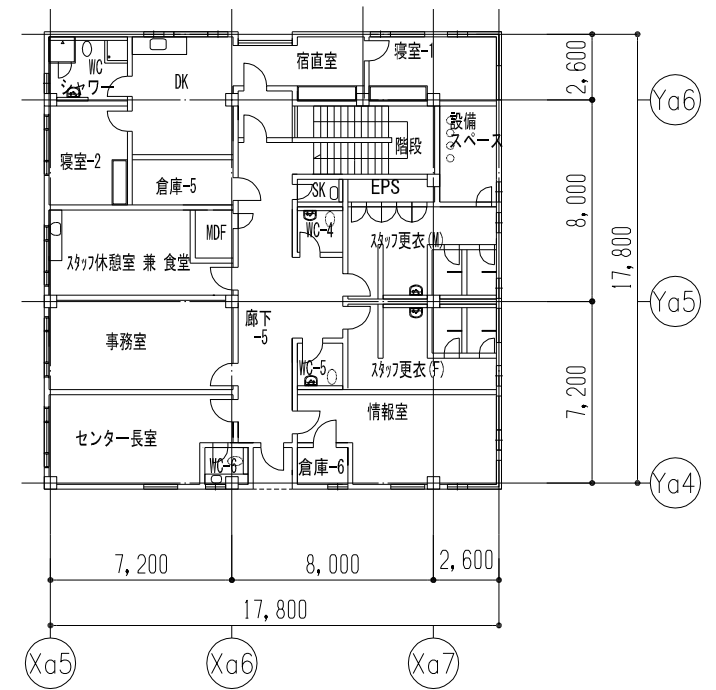 宿直室
寝室-1
WC
シャワー
DK
2,600
Ya6
設備
スペース
階段
寝室-2
倉庫-5
SK
EPS
8,000
MDF
WC-4
スタッフ更衣(M)
スタッフ休憩室 兼 食堂
17,800
Ya5
廊下
-5
事務室
WC-5
スタッフ更衣(F)
7,200
情報室
センター長室
WC-6
倉庫-6
Ya4
7,200
8,000
2,600
17,800
Xa5
Xa6
Xa7